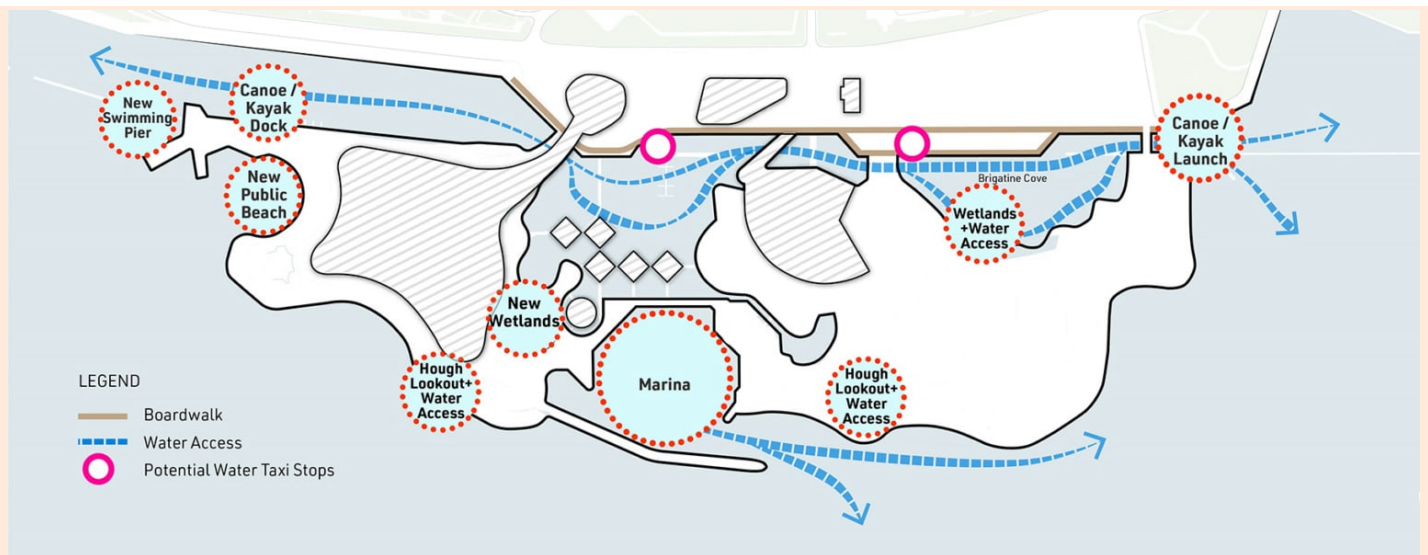 New
Swimming
Pier
Canoe /
Kayak
Dock
New
Public
Beach
Canoe /
Kayak
Launch
Brigatine Cove
Wetlands
+Water
Access
New
Wetlands
Hough
Lookout+
Water
Access
Marina
Hough
Lookout+
Water
Access
LEGEND
Boardwalk
Water Access
Potential Water Taxi Stops